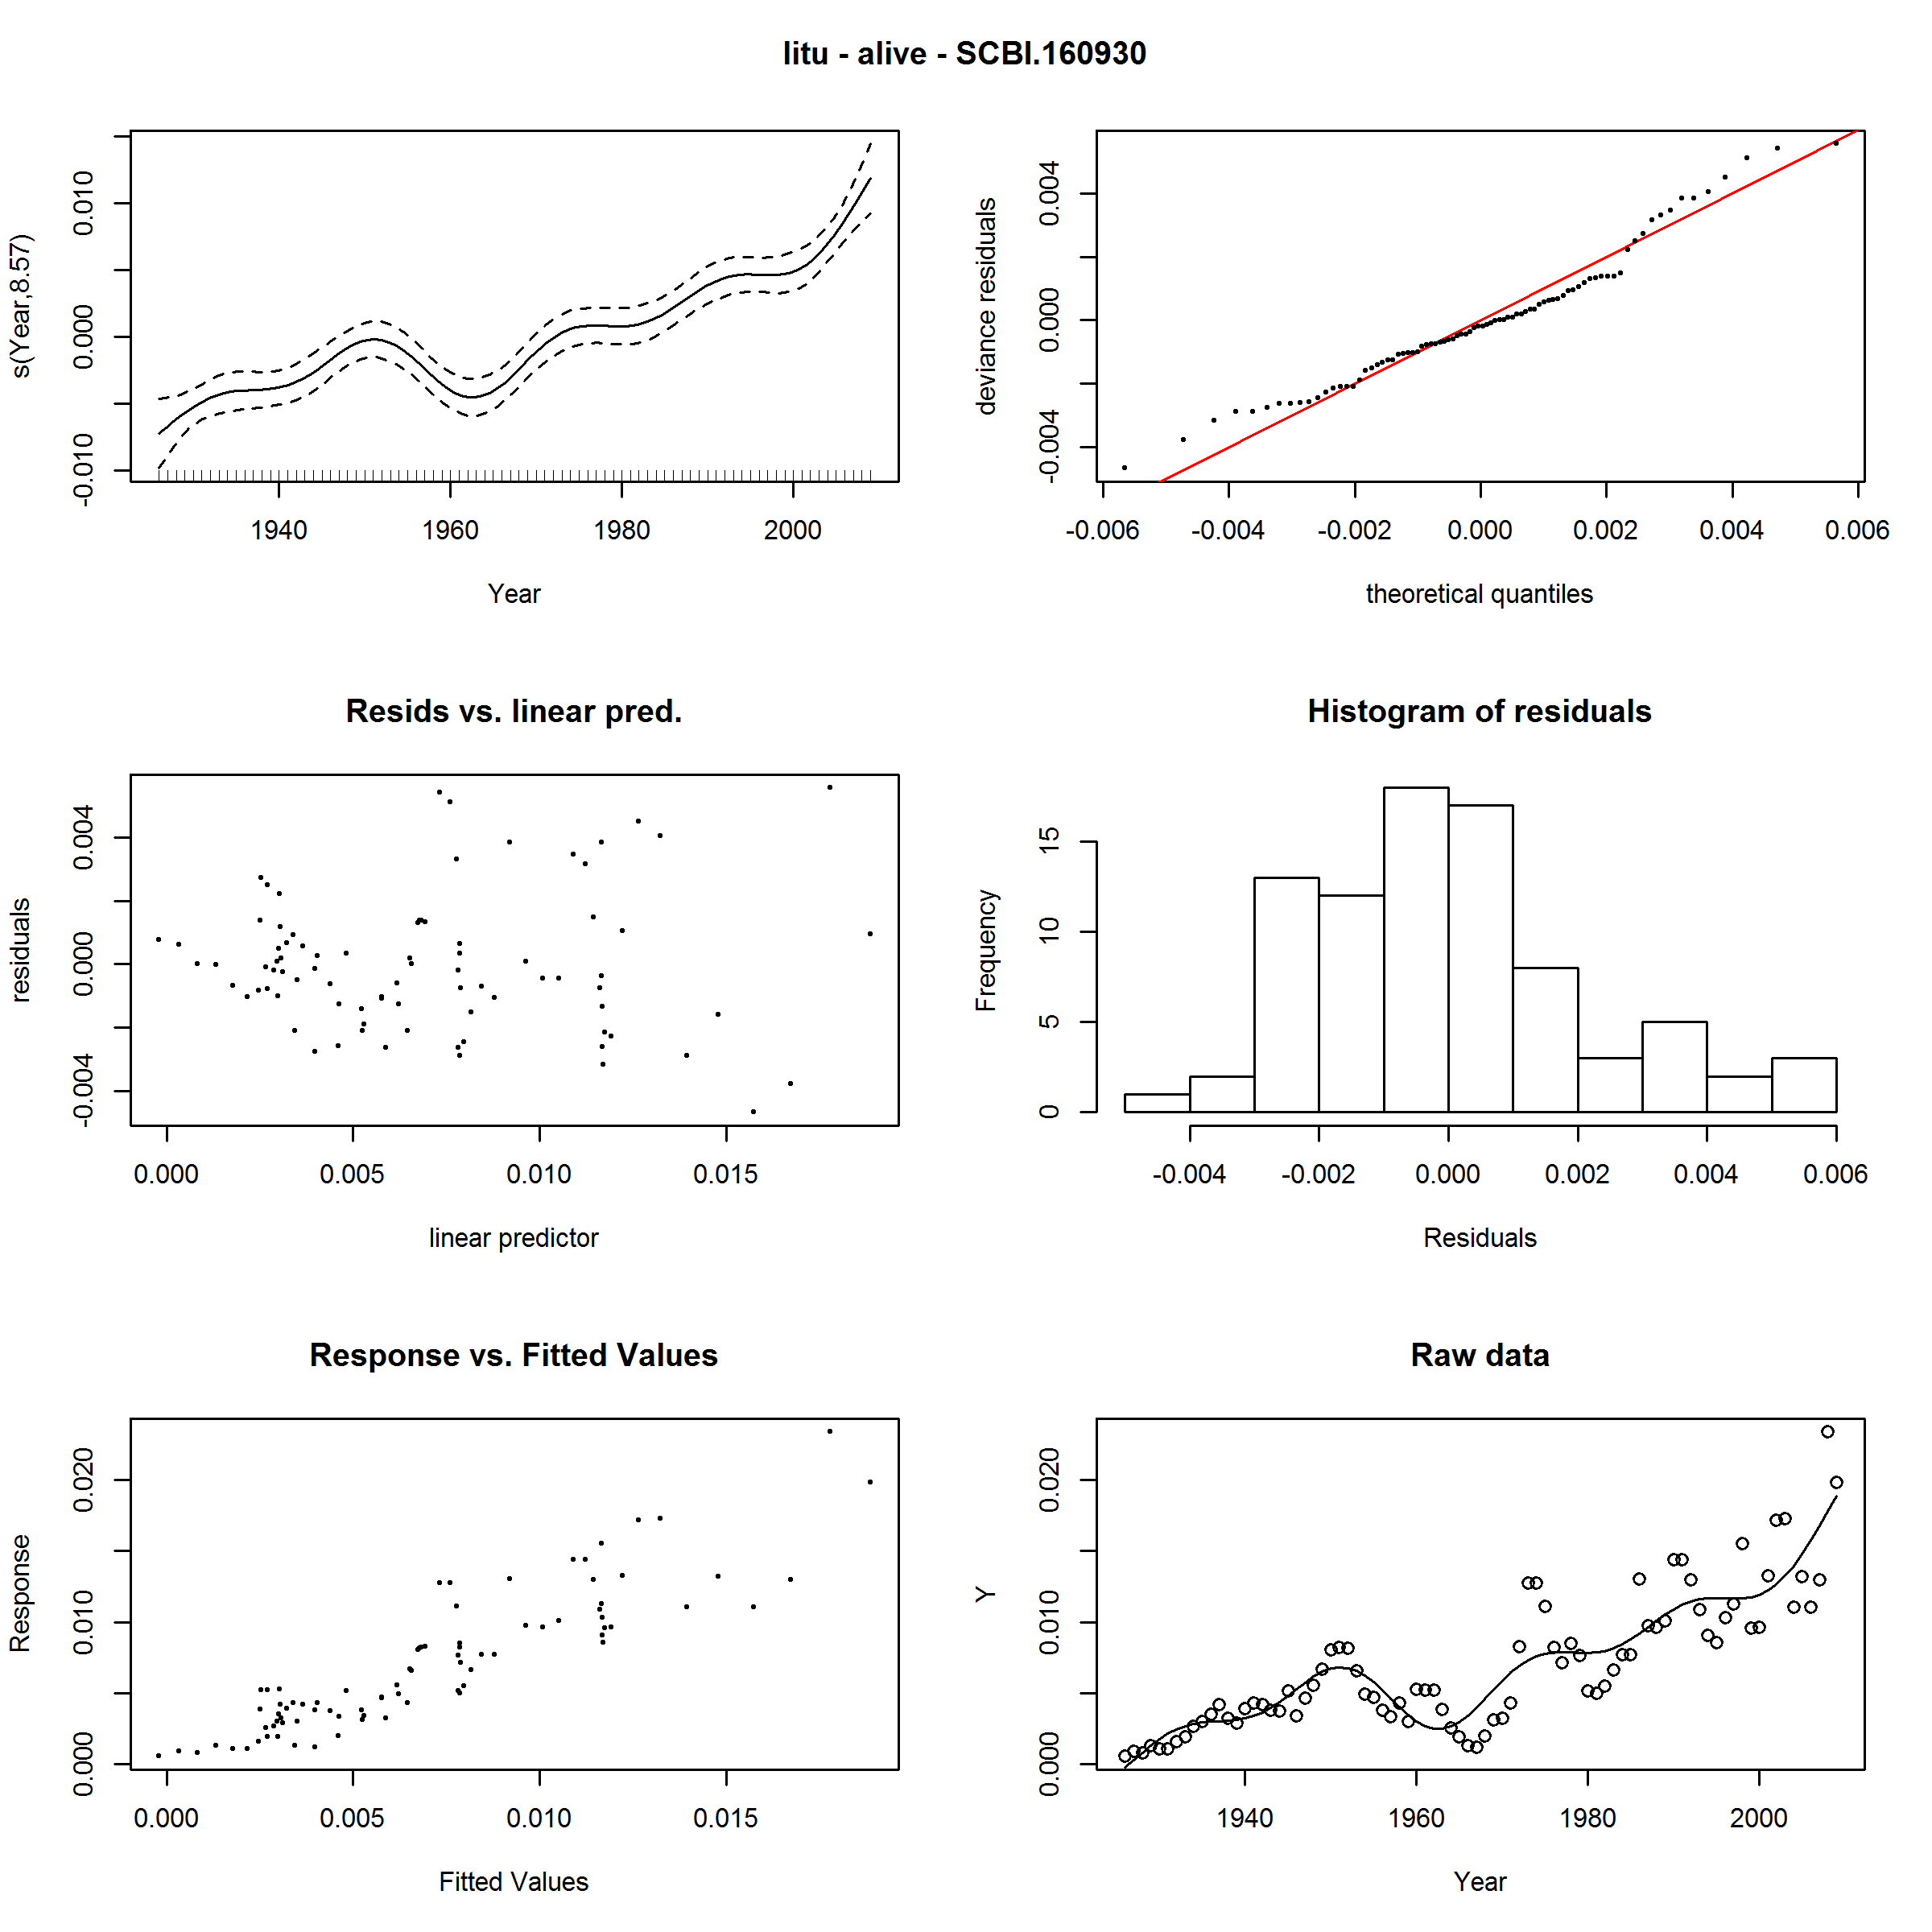 litu - alive - SCBI.160930
s(Year,8.57)
-0.010 0.000 0.010
1940 1960 1980 2000
Year
deviance residuals
-0.004 0.000 0.004
-0.006 -0.004 -0.002 0.000 0.002 0.004 0.006
theoretical quantiles
Resids vs. linear pred.
residuals
-0.004 0.000 0.004
0.000 0.005 0.010 0.015
linear predictor
Histogram of residuals
Frequency
0 5 10 15
-0.004 -0.002 0.000 0.002 0.004 0.006
Residuals
Response vs. Fitted Values
Response
0.000 0.010 0.020
0.000 0.005 0.010 0.015
Fitted Values
Raw data
Y
0.000 0.010 0.020
1940 1960 1980 2000
Year